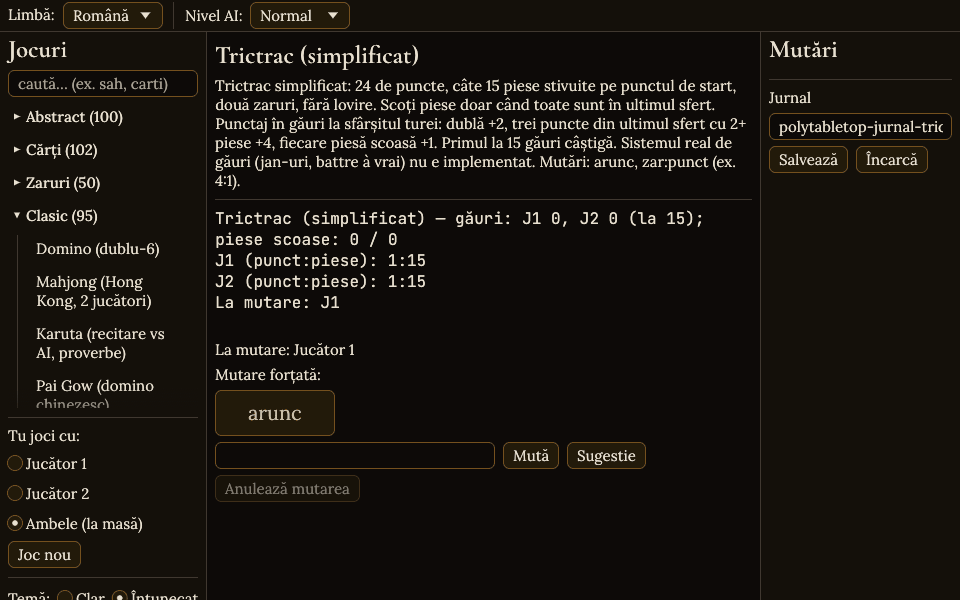 Limbă: Română ▼ Nivel AI: Normal ▼
Jocuri
caută... (ex. sah, carti)
▸ Abstract (100)
▸ Cărți (102)
▸ Zaruri (50)
▾ Clasic (95)
Domino (dublu-6)
Mahjong (Hong
Kong, 2 jucători)
Karuta (recitare vs
AI, proverbe)
Pai Gow (domino
chinezesc)
Tu joci cu:
Jucător 1
Jucător 2
Ambele (la masă)
Joc nou
Temă: Clar Întunecat
Trictrac (simplificat)
Trictrac simplificat: 24 de puncte, câte 15 piese stivuite pe punctul de start,
două zaruri, fără lovire. Scoți piese doar când toate sunt în ultimul sfert.
Punctaj în găuri la sfârșitul turei: dublă +2, trei puncte din ultimul sfert cu 2+
piese +4, fiecare piesă scoasă +1. Primul la 15 găuri câștigă. Sistemul real de
găuri (jan-uri, battre à vrai) nu e implementat. Mutări: arunc, zar:punct (ex.
4:1).
Trictrac (simplificat) — găuri: J1 0, J2 0 (la 15);
piese scoase: 0 / 0
J1 (punct:piese): 1:15
J2 (punct:piese): 1:15
La mutare: J1
La mutare: Jucător 1
Mutare forțată:
arunc
Mută Sugestie
Anulează mutarea
Mutări
Jurnal
polytabletop-jurnal-tric
Salvează Încarcă